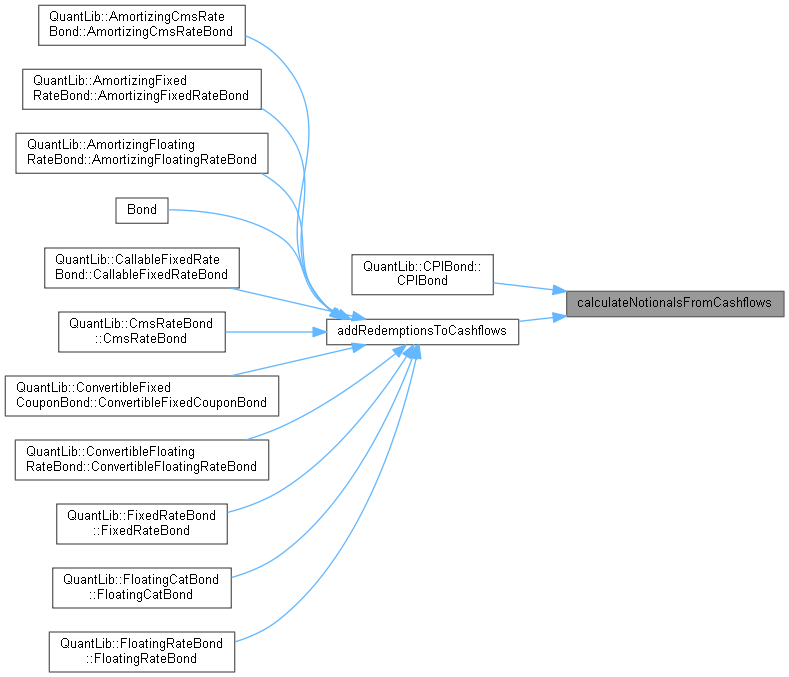 QuantLib::AmortizingCmsRate
Bond::AmortizingCmsRateBond
QuantLib::AmortizingFixed
RateBond::AmortizingFixedRateBond
QuantLib::AmortizingFloating
RateBond::AmortizingFloatingRateBond
Bond
QuantLib::CallableFixedRate
Bond::CallableFixedRateBond
QuantLib::CmsRateBond
::CmsRateBond
QuantLib::ConvertibleFixed
CouponBond::ConvertibleFixedCouponBond
QuantLib::ConvertibleFloating
RateBond::ConvertibleFloatingRateBond
QuantLib::FixedRateBond
::FixedRateBond
QuantLib::FloatingCatBond
::FloatingCatBond
QuantLib::FloatingRateBond
::FloatingRateBond
QuantLib::CPIBond::
CPIBond
addRedemptionsToCashflows
calculateNotionalsFromCashflows